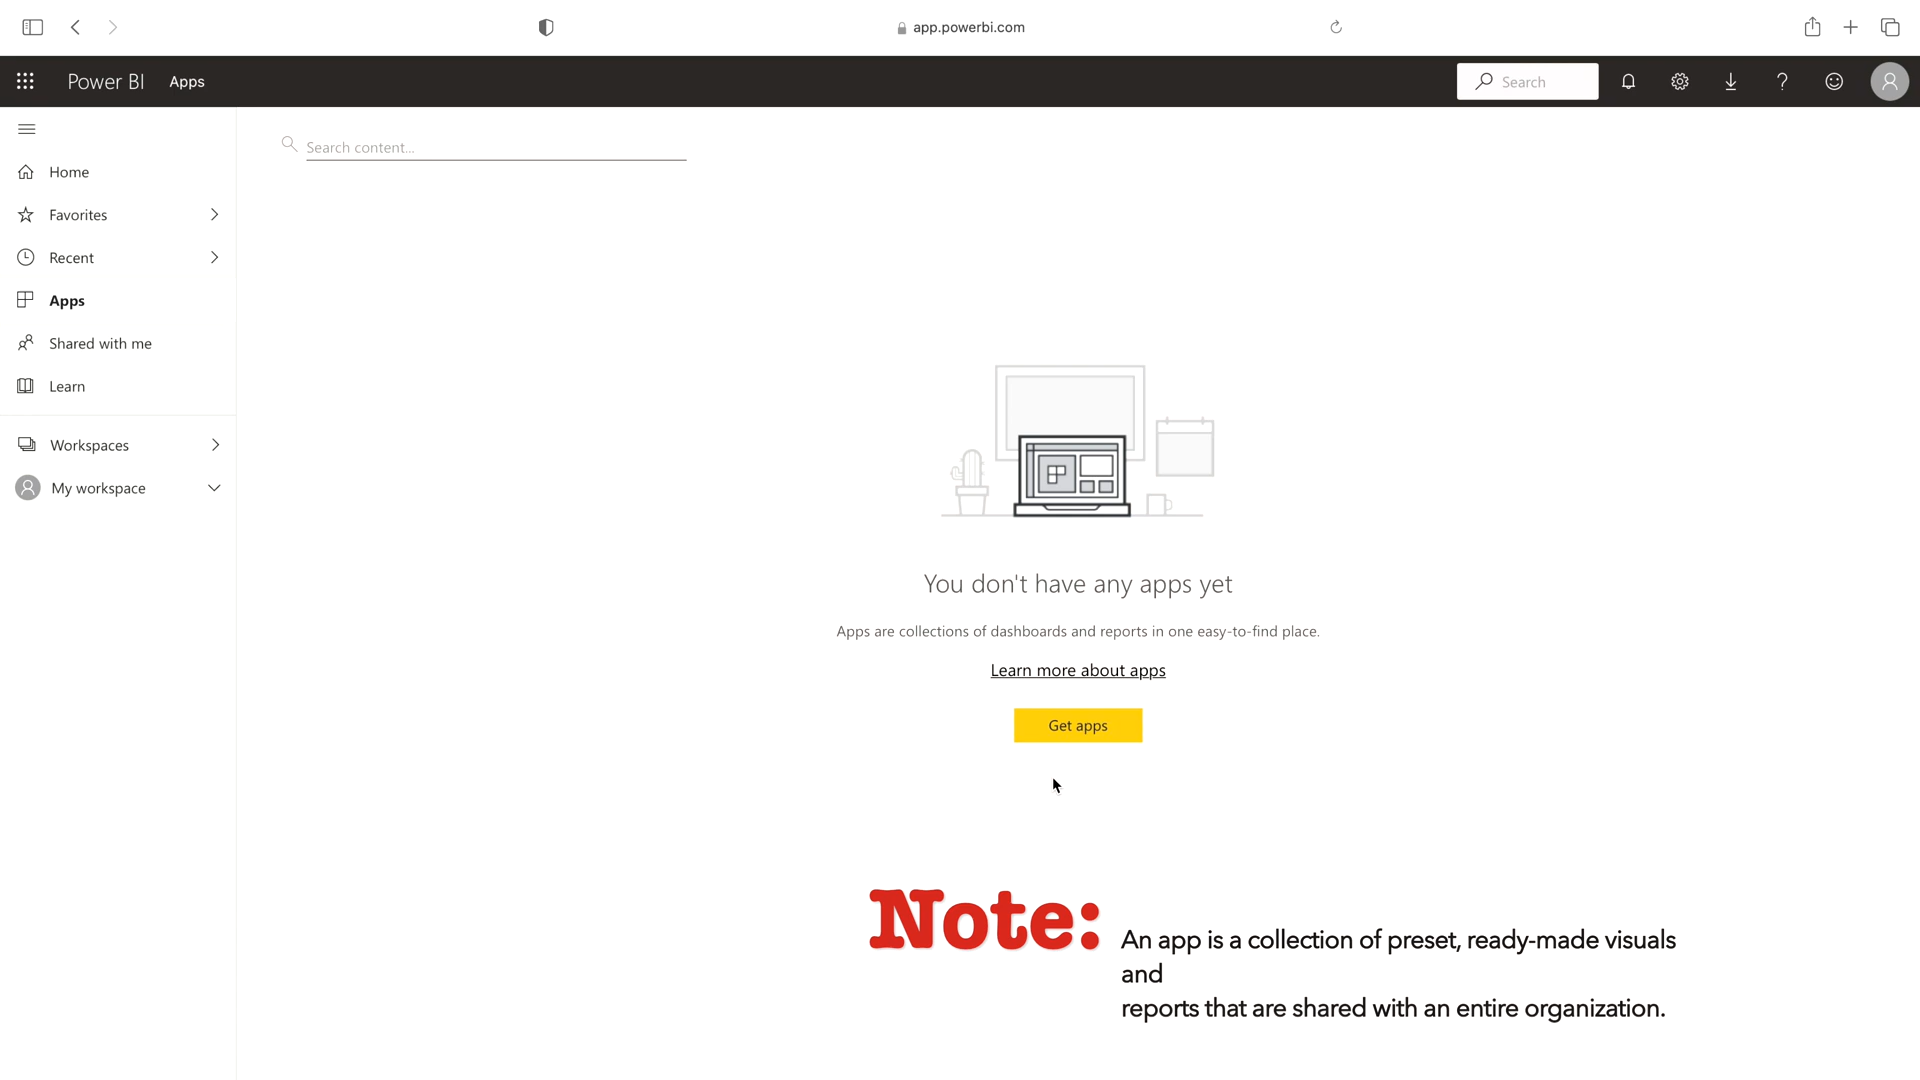 app.powerbi.com
Power BI
Apps
Search
Search content...
Home
Favorites
Recent
Apps
Shared with me
Learn
Workspaces
My workspace
You don't have any apps yet
Apps are collections of dashboards and reports in one easy-to-find place.
Learn more about apps
Get apps
Note:
An app is a collection of preset, ready-made visuals
and
reports that are shared with an entire organization.